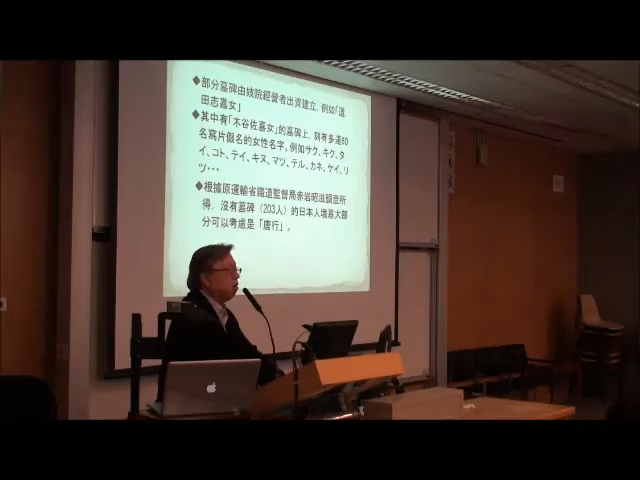 ◆部分墓碑由妓院經營者出資建立，例如「道
田志嘉女」
◆其中有「木谷佐喜女」的墓碑上，刻有多達80
名寫片假名的女性名字。例如サク、キク、タ
イ、コト、テイ、キヌ、マツ、テル、カネ、ケイ、リ
ツ・・・
◆根據原運輸省鐵道監督局赤岩昭滋調査所
得，沒有墓碑（203人）的日本人墳墓大部
分可以考慮是「唐行」。